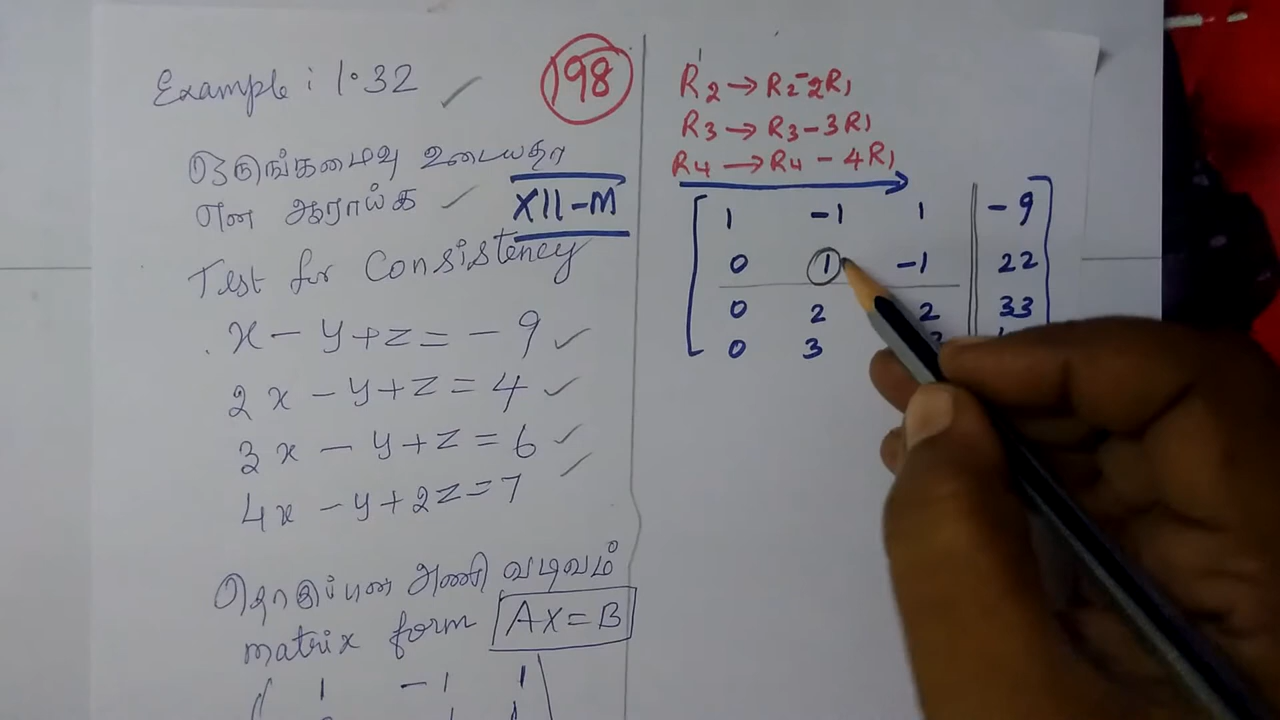 Example : 1.32
198
ஒருங்கமைவு உடையதா
என ஆராய்க
XII-M
Test for Consistency
x - y + z = - 9
2x - y + z = 4
3x - y + z = 6
4x - y + 2z = 7
தொகுப்பான அணி வடிவம்
matrix form AX = B
1 -1 1
R2 → R2 - 2R1
R3 → R3 - 3R1
R4 → R4 - 4R1
1 -1 1 -9
0 1 -1 22
0 2 2 33
0 3